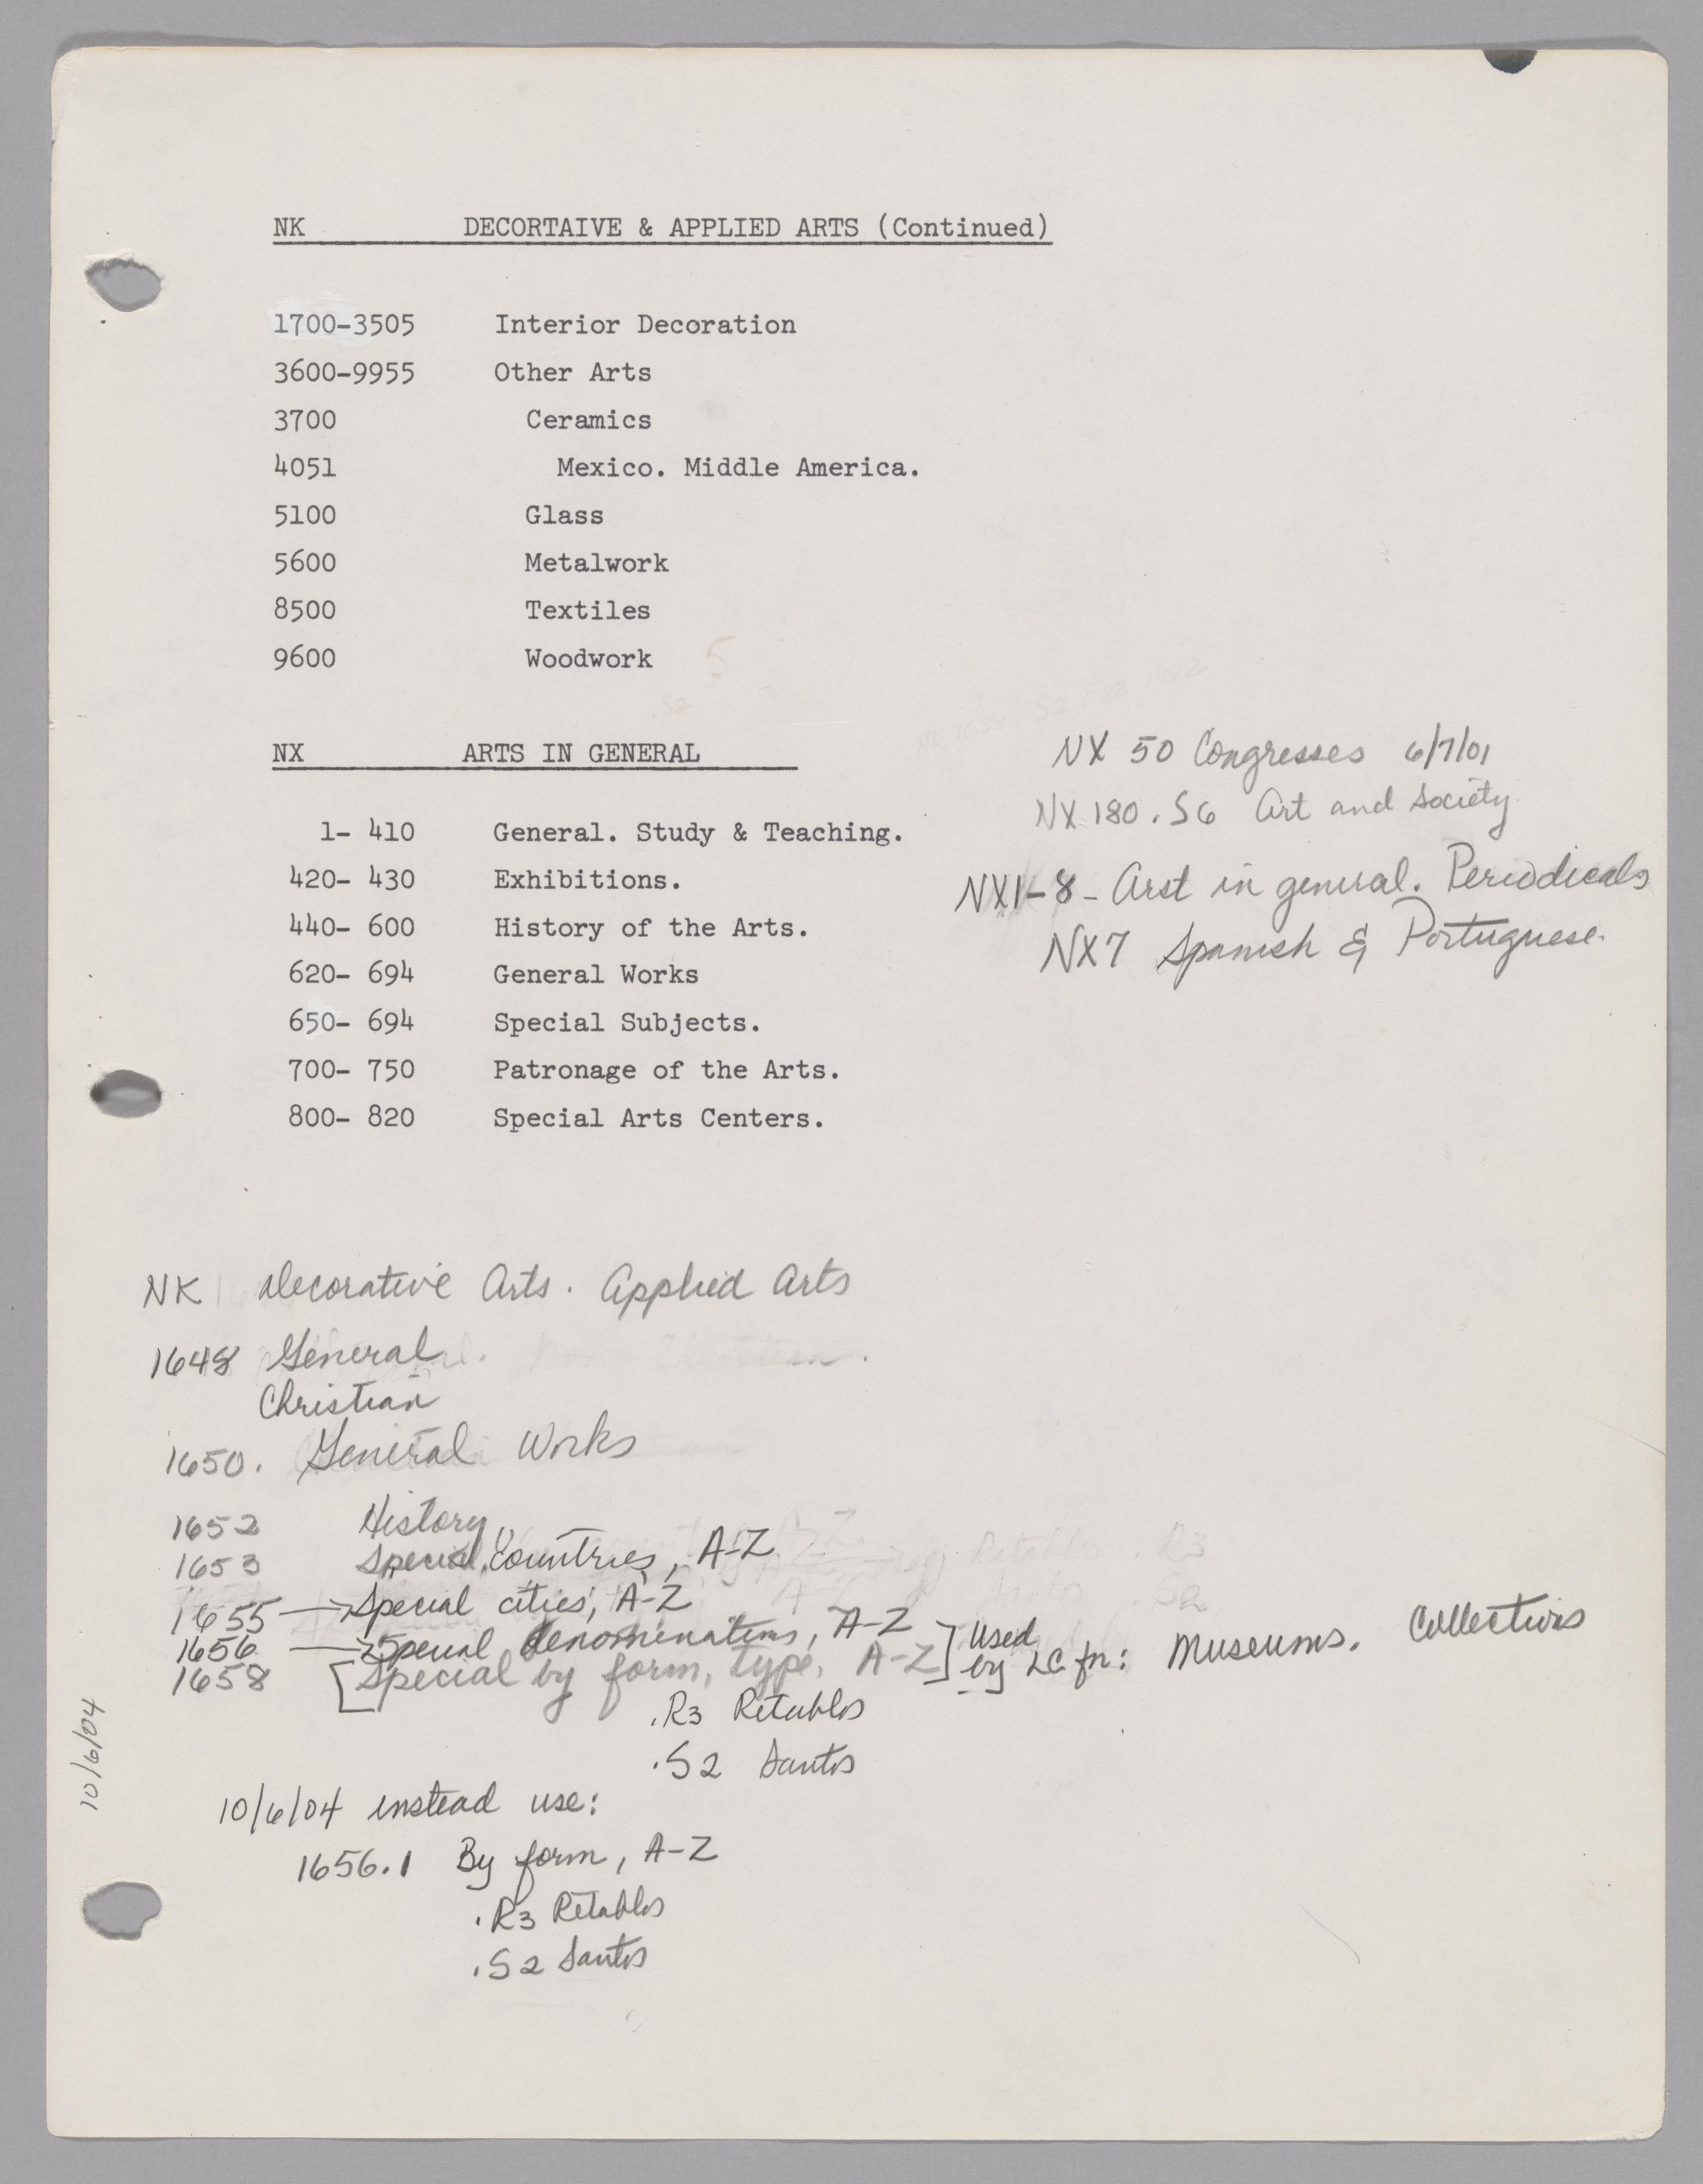 NK DECORTAIVE & APPLIED ARTS (Continued)
1700-3505 Interior Decoration
3600-9955 Other Arts
3700 Ceramics
4051 Mexico. Middle America.
5100 Glass
5600 Metalwork
8500 Textiles
9600 Woodwork
NX ARTS IN GENERAL
1- 410 General. Study & Teaching.
420- 430 Exhibitions.
440- 600 History of the Arts.
620- 694 General Works
650- 694 Special Subjects.
700- 750 Patronage of the Arts.
800- 820 Special Arts Centers.
NX 50 Congresses 6/7/01
NX 180.S6 Art and Society
NX1-8- Arst in general. Periodicals
NX7 Spanish & Portuguese.
NK Decorative Arts. Applied Arts
1648 General
Christian
1650. General Works
1652 History
1653 Special Countries, A-Z
1655 → Special cities, A-Z
1656 → Special denominations, A-Z
1658 [Special by form, type, A-Z] Used by LC for: Museums. Collections
.R3 Retablos
.S2 Santos
10/6/04
10/6/04 instead use:
1656.1 By form, A-Z
.R3 Retablos
.S2 Santos